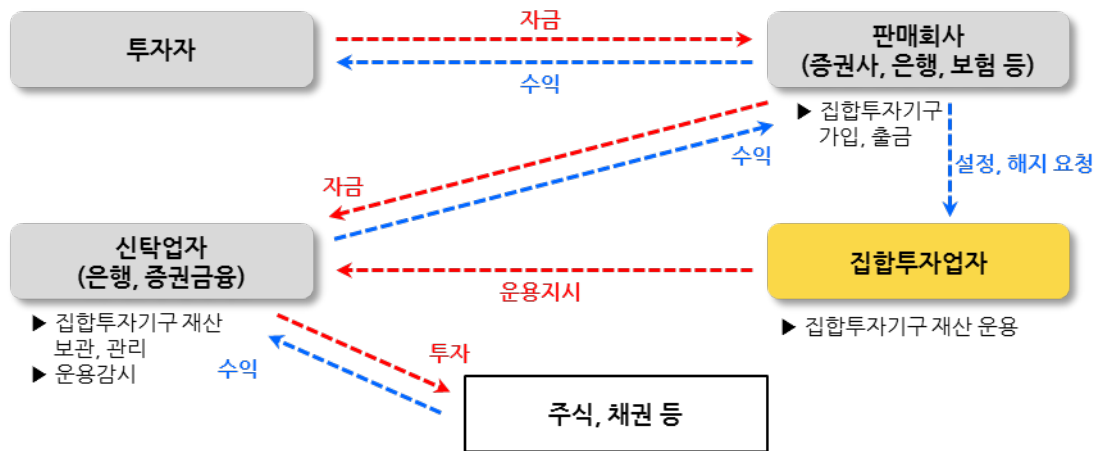 자금
투자자
판매회사
(증권사, 은행, 보험 등)
수익
▶ 집합투자기구
가입, 출금
수익
설정, 해지 요청
자금
신탁업자
(은행, 증권금융)
집합투자업자
운용지시
▶ 집합투자기구 재산
보관, 관리
▶ 운용감시
▶ 집합투자기구 재산 운용
투자
수익
주식, 채권 등